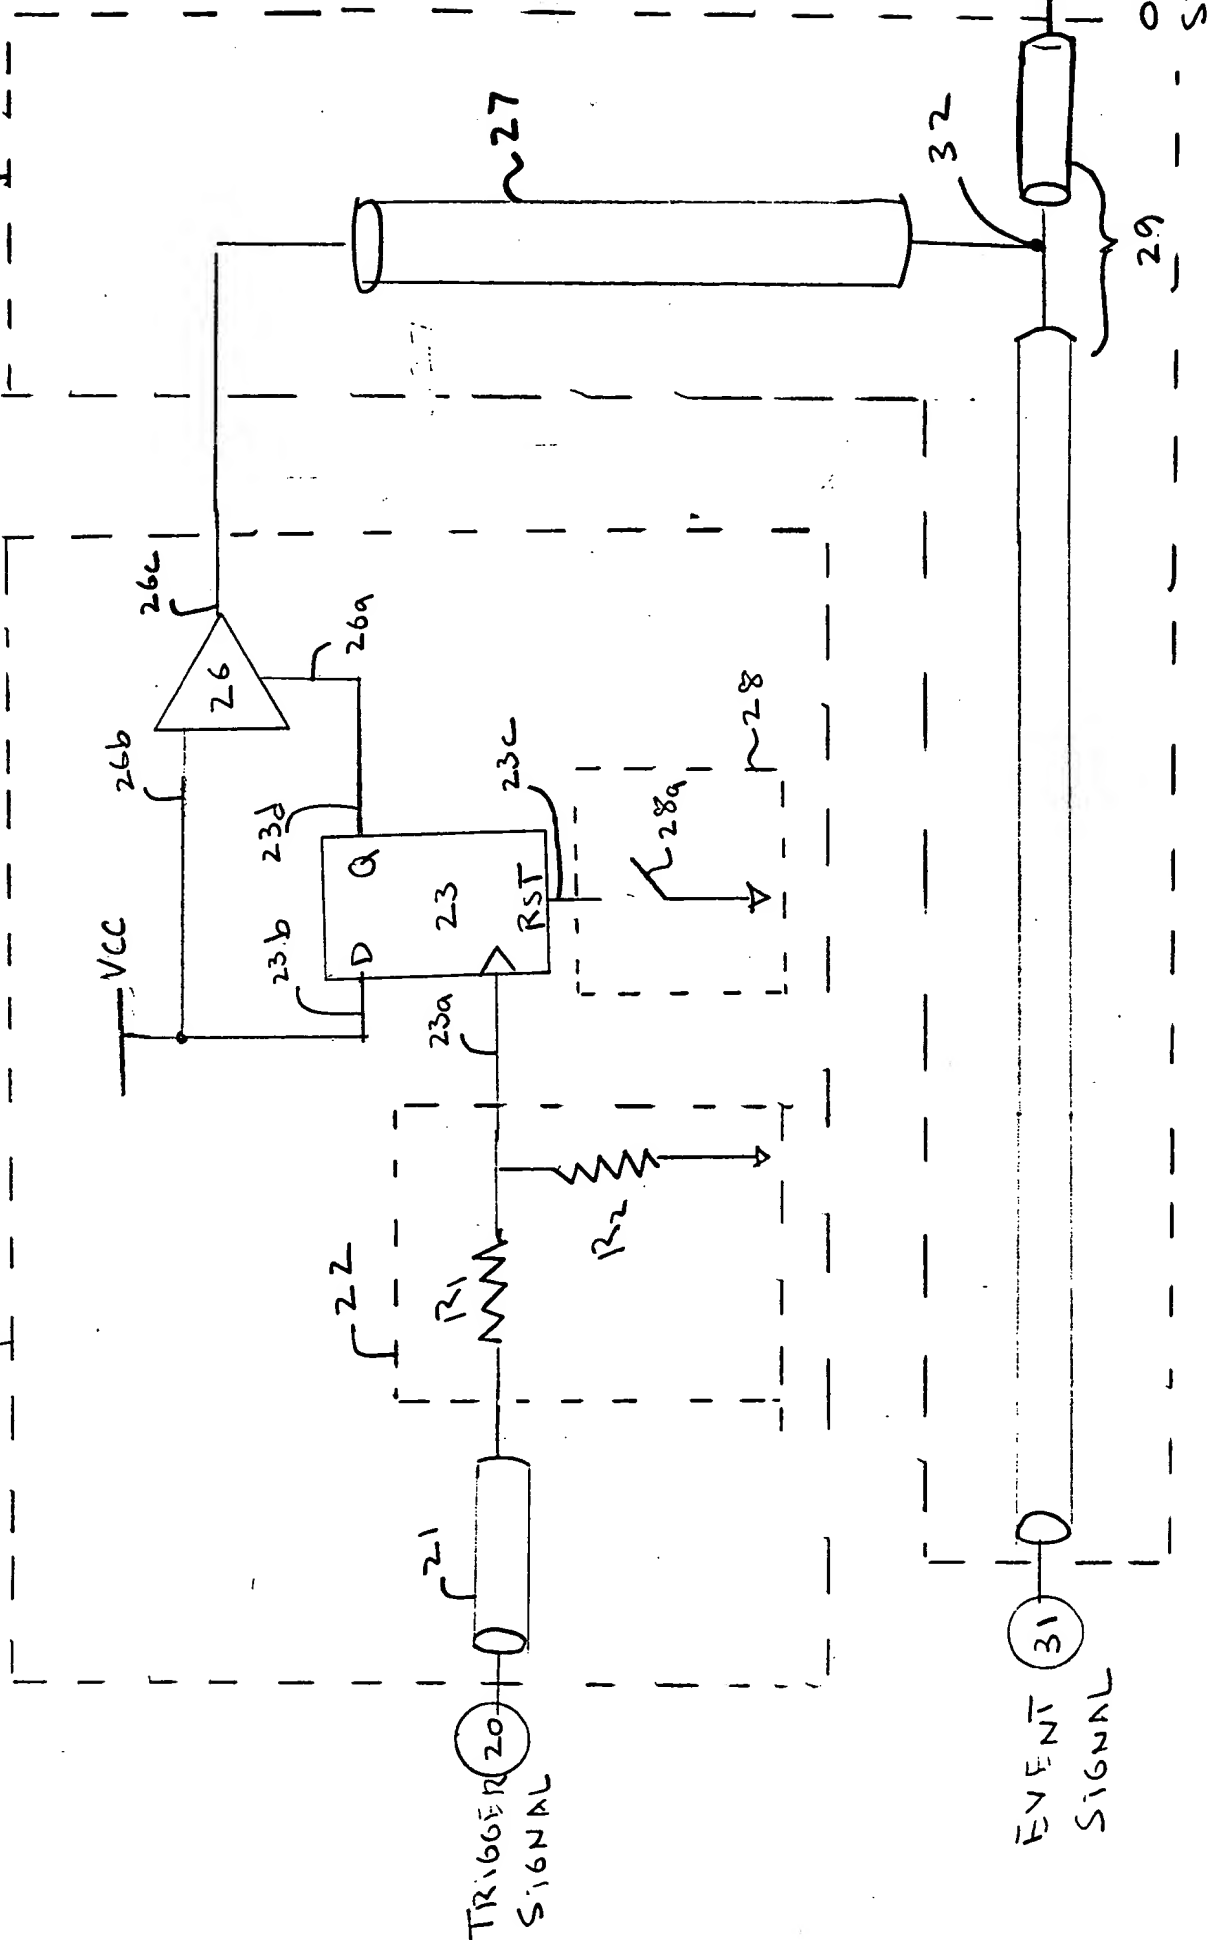 TRIGGER
SIGNAL
20
21
22
R1
R2
VCC
23a
23b
D
Q
23
RST
23c
23d
28
28a
26b
26
26a
26c
27
32
29
EVENT
SIGNAL
31
O
S